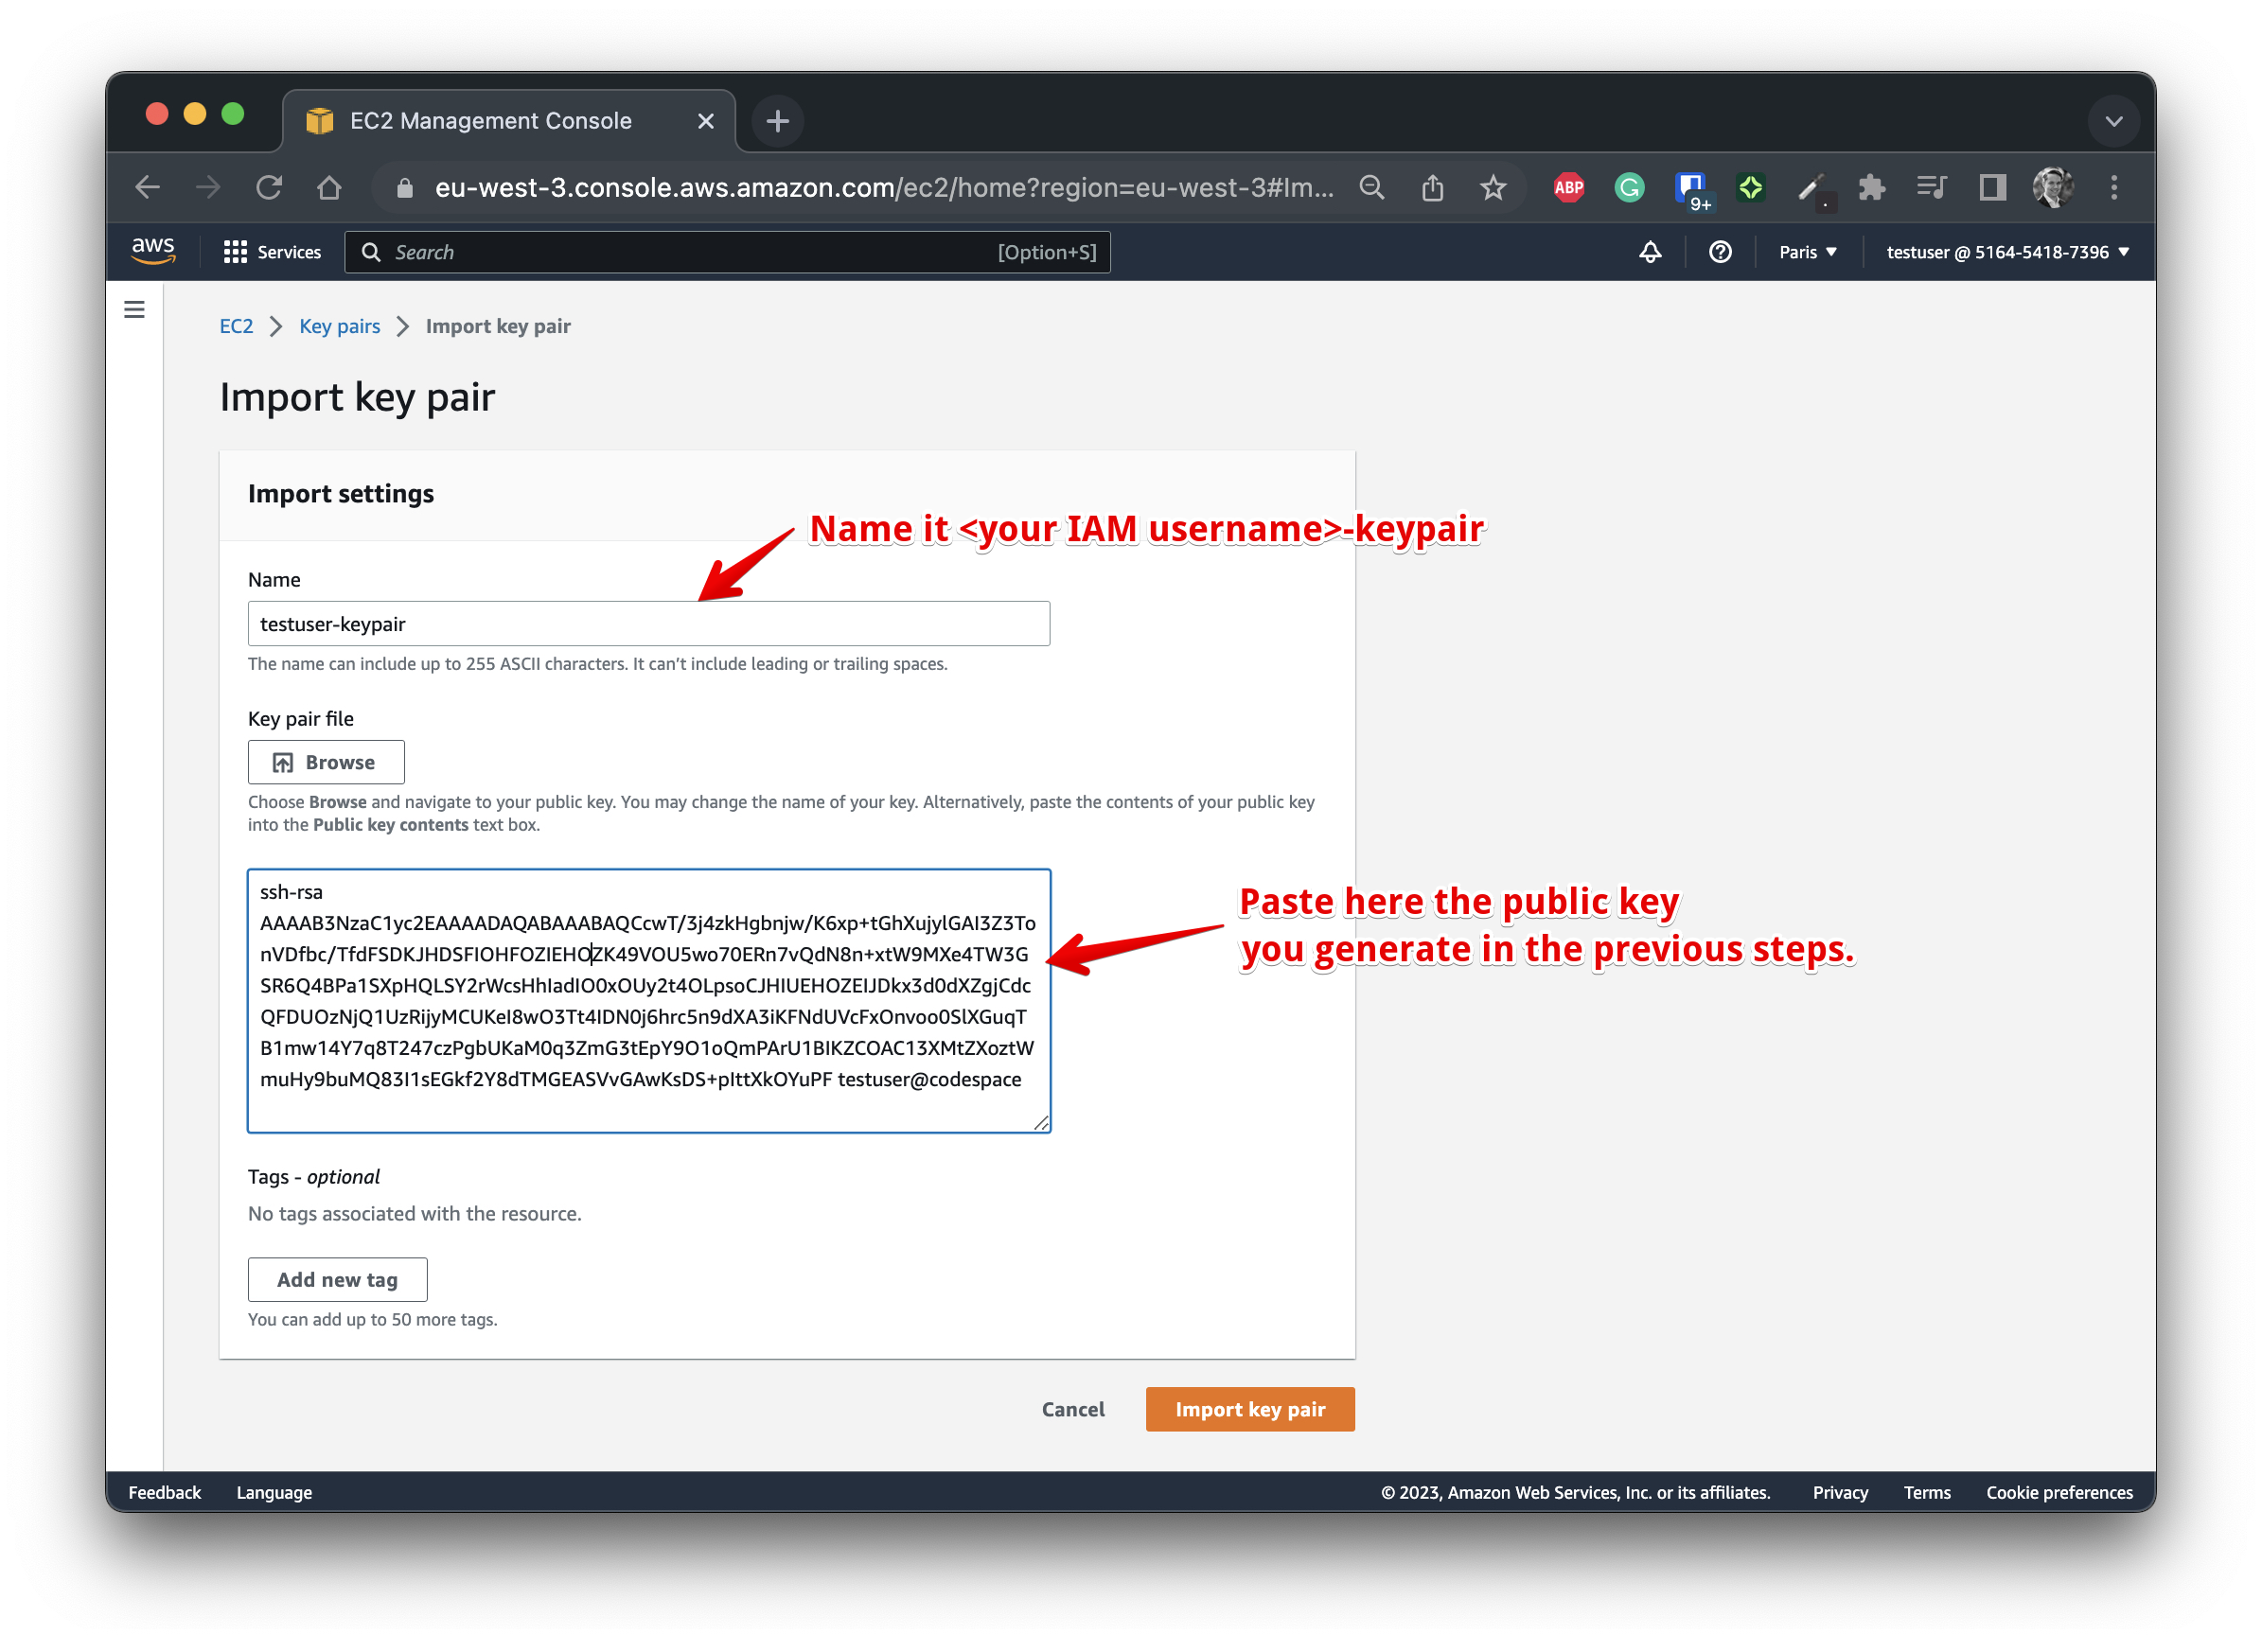 EC2 Management Console
eu-west-3.console.aws.amazon.com/ec2/home?region=eu-west-3#Im...
ABP
G
9+
aws
Services
Search
[Option+S]
Paris
testuser @ 5164-5418-7396
EC2
Key pairs
Import key pair
Import key pair
Import settings
Name it <your IAM username>-keypair
Name
testuser-keypair
The name can include up to 255 ASCII characters. It can't include leading or trailing spaces.
Key pair file
Browse
Choose Browse and navigate to your public key. You may change the name of your key. Alternatively, paste the contents of your public key
into the Public key contents text box.
ssh-rsa
AAAAB3NzaC1yc2EAAAADAQABAAABAQCcwT/3j4zkHgbnjw/K6xp+tGhXujylGAI3Z3To
nVDfbc/TfdFSDKJHDSFIOHFOZIEHOZK49VOU5wo70ERn7vQdN8n+xtW9MXe4TW3G
SR6Q4BPa1SXpHQLSY2rWcsHhIadIO0xOUy2t4OLpsoCJHIUEHOZEIJDkx3d0dXZgjCdc
QFDUOzNjQ1UzRijyMCUKeI8wO3Tt4IDN0j6hrc5n9dXA3iKFNdUVcFxOnvoo0SlXGuqT
B1mw14Y7q8T247czPgbUKaM0q3ZmG3tEpY9O1oQmPArU1BIKZCOAC13XMtZXoztW
muHy9buMQ83I1sEGkf2Y8dTMGEASVvGAwKsDS+pIttXkOYuPF testuser@codespace
Paste here the public key
you generate in the previous steps.
Tags - optional
No tags associated with the resource.
Add new tag
You can add up to 50 more tags.
Cancel
Import key pair
Feedback
Language
© 2023, Amazon Web Services, Inc. or its affiliates.
Privacy
Terms
Cookie preferences